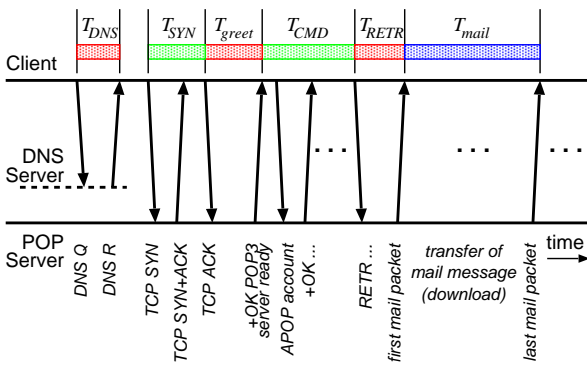 T_DNS T_SYN T_greet T_CMD T_RETR T_mail
Client
DNS
Server
. . .
. . .
. . .
POP
Server
time
DNS Q
DNS R
TCP SYN
TCP SYN+ACK
TCP ACK
+OK POP3
server ready
APOP account
+OK ...
RETR ...
first mail packet
transfer of
mail message
(download)
last mail packet